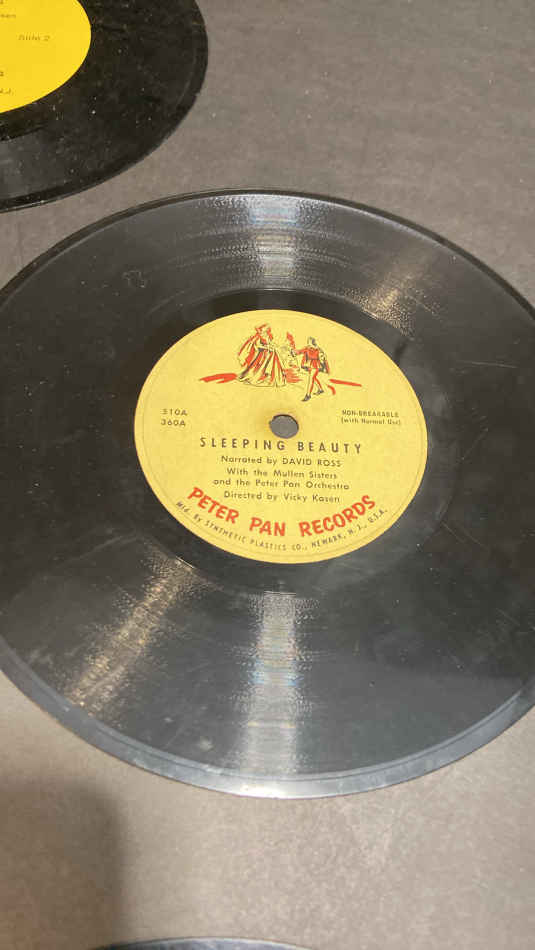 Side 2
N.J.
510A
360A
NON-BREAKABLE
(with Normal Use)
SLEEPING BEAUTY
Narrated by DAVID ROSS
With the Mullen Sisters
and the Peter Pan Orchestra
Directed by Vicky Kasen
PETER PAN RECORDS
Mfd. By SYNTHETIC PLASTICS CO., NEWARK, N. J., U.S.A.